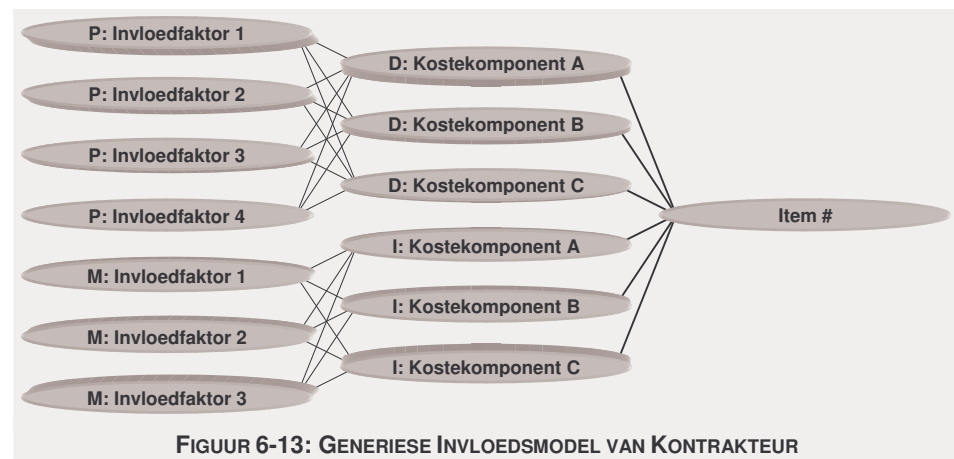 P: Invloedfaktor 1
P: Invloedfaktor 2
P: Invloedfaktor 3
P: Invloedfaktor 4
M: Invloedfaktor 1
M: Invloedfaktor 2
M: Invloedfaktor 3
D: Kostekomponent A
D: Kostekomponent B
D: Kostekomponent C
I: Kostekomponent A
I: Kostekomponent B
I: Kostekomponent C
Item #
FIGUUR 6-13: GENERIESE INVLOEDSMODEL VAN KONTRAKTEUR